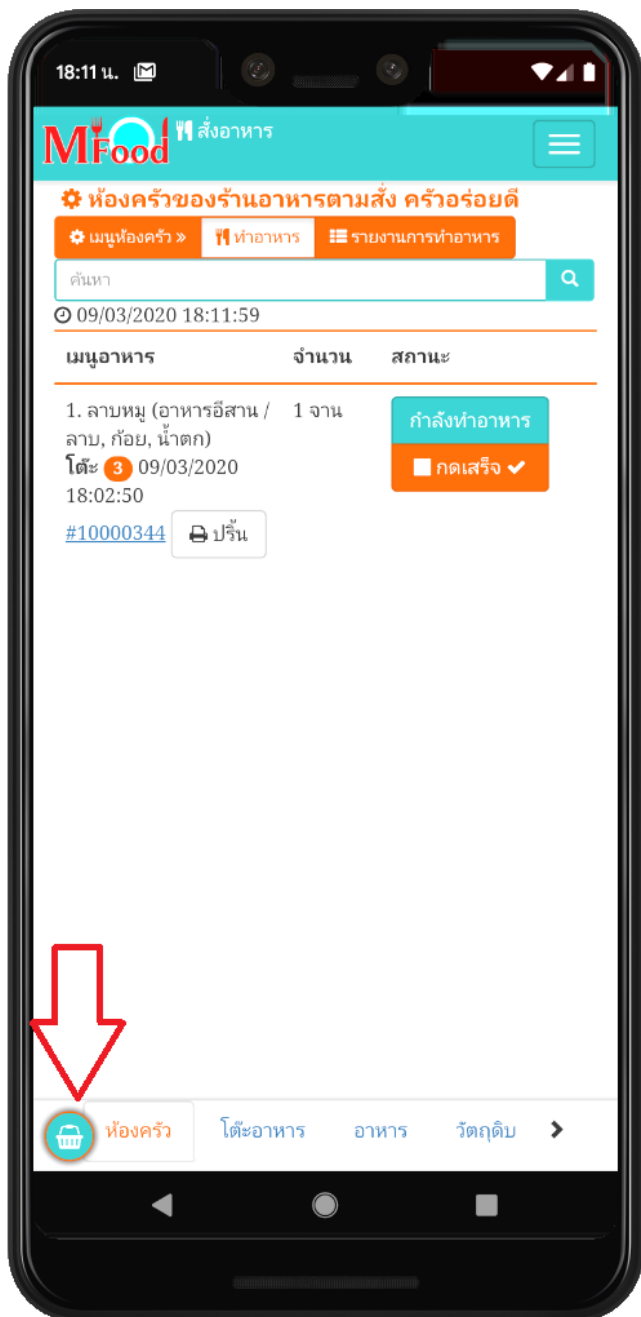 18:11 น.
MFood สั่งอาหาร
ห้องครัวของร้านอาหารตามสั่ง ครัวอร่อยดี
เมนูห้องครัว » ทำอาหาร รายงานการทำอาหาร
ค้นหา
09/03/2020 18:11:59
เมนูอาหาร จำนวน สถานะ
1. ลาบหมู (อาหารอีสาน / 1 จาน กำลังทำอาหาร
ลาบ, ก้อย, น้ำตก)
โต๊ะ 3 09/03/2020 กดเสร็จ
18:02:50
#10000344 ปริ้น
ห้องครัว โต๊ะอาหาร อาหาร วัตถุดิบ